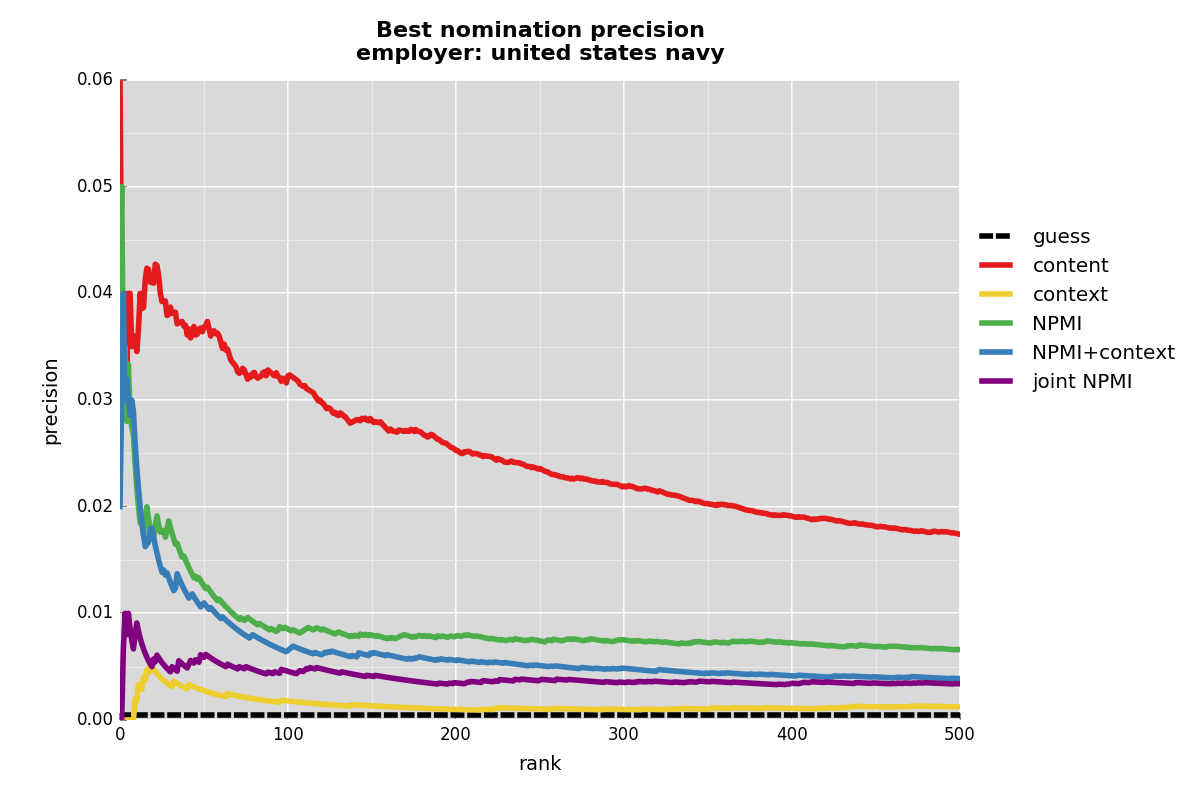 Best nomination precision
employer: united states navy
0.06
0.05
0.04
0.03
0.02
0.01
0.00
precision
0 100 200 300 400 500
rank
guess
content
context
NPMI
NPMI+context
joint NPMI